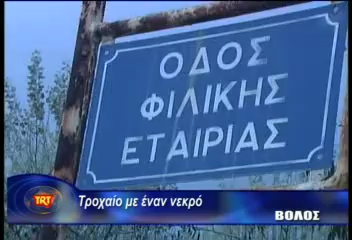 ΟΔΟΣ
ΦΙΛΙΚΗΣ
ΕΤΑΙΡΙΑΣ
TRT
Τροχαίο με έναν νεκρό
ΒΟΛΟΣ